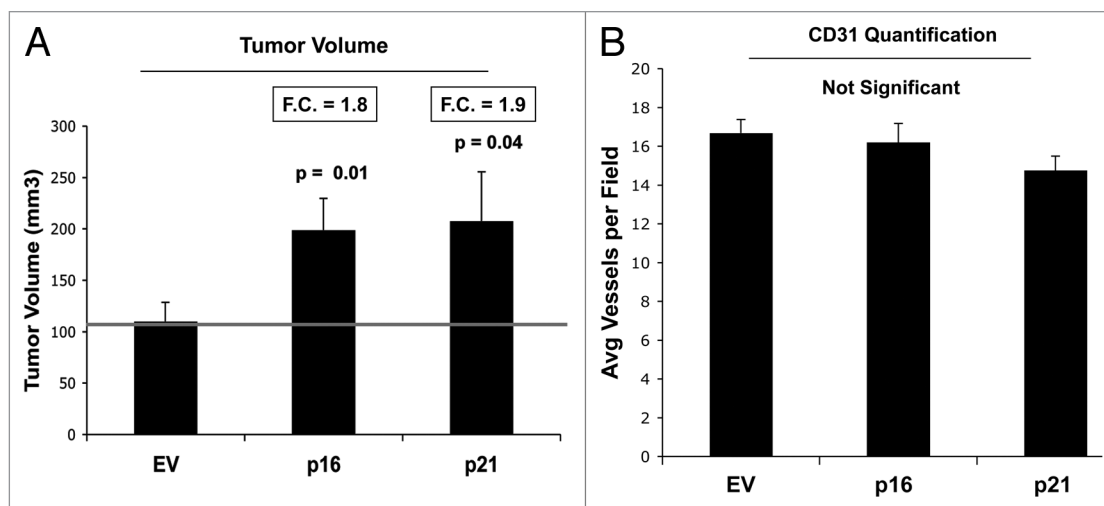 A
Tumor Volume
F.C. = 1.8
F.C. = 1.9
p = 0.01
p = 0.04
Tumor Volume (mm3)
300
250
200
150
100
50
0
EV
p16
p21
B
CD31 Quantification
Not Significant
Avg Vessels per Field
20
18
16
14
12
10
8
6
4
2
0
EV
p16
p21